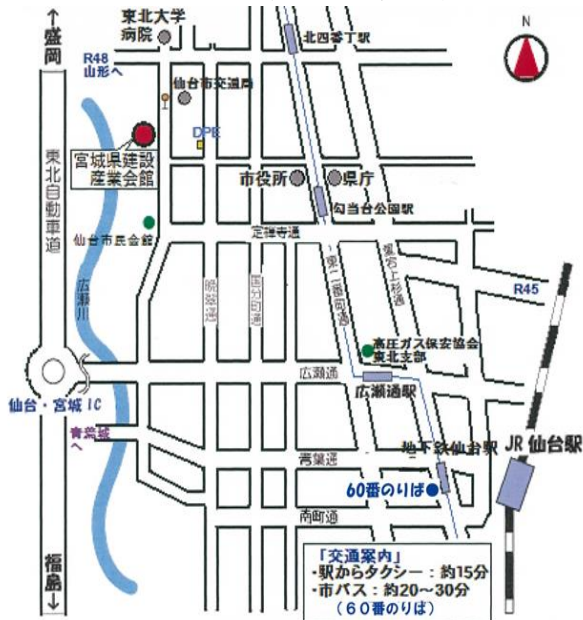 盛岡
東北大学
病院
北四番丁駅
N
R48
山形へ
仙台市交通局
DPE
宮城県建設
産業会館
市役所
県庁
東北自動車道
勾当台公園駅
仙台市民会館
定禅寺通
広瀬川
晩翠通
国分町通
東二番町通
愛宕上杉通
R45
高圧ガス保安協会
東北支部
広瀬通
広瀬通駅
仙台・宮城 IC
青葉城
へ
地下鉄仙台駅
JR 仙台駅
青葉通
60番のりば
南町通
福島
「交通案内」
・駅からタクシー：約15分
・市バス：約20～30分
（６０番のりば）